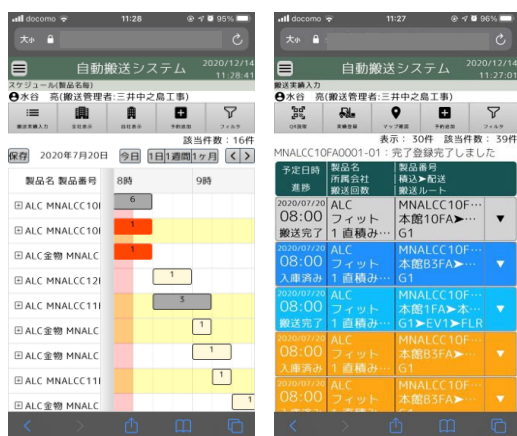 docomo 11:28 95%
大小
自動搬送システム 2020/12/14 11:28:41
スケジュール(製品名毎)
水谷 亮(搬送管理者:三井中之島工事)
搬送実績入力 全社表示 自社表示 予約追加 フィルタ
該当件数：16件
保存 2020年7月20日 今日 1日 1週間 1ヶ月 < >
製品名 製品番号 8時 9時
ALC MNALCC10I 6
ALC MNALCC10I 1
ALC金物 MNALC 1
ALC MNALCC12I 1
ALC MNALCC11I 3
ALC金物 MNALC 1
ALC金物 MNALC 1
ALC MNALCC11I 1
ALC金物 MNALC 1
docomo 11:27 96%
大小
自動搬送システム 2020/12/14 11:27:01
搬送実績入力
水谷 亮(搬送管理者:三井中之島工事)
QR読取 実績登録 マップ確認 予約追加 フィルタ
表示：30件 該当件数：39件
MNALCC10FA0001-01：完了登録完了しました
予定日時 製品名 製品番号
所属会社 積込➤配送
進捗 搬送回数 搬送ルート
2020/07/20 ALC MNALCC10F…
08:00 フィット 本館10FA➤…
搬送完了 1 直積み… G1
2020/07/20 ALC MNALCC10F…
08:00 フィット 本館B3FA➤…
入庫済み 1 直積み… G1
2020/07/20 ALC MNALCC10F…
08:00 フィット 本館1FA➤本…
搬送完了 1 直積み… G1➤EV1➤FLR
2020/07/20 ALC MNALCC10F…
08:00 フィット 本館B3FA➤…
入庫済み 1 直積み… G1
2020/07/20 ALC MNALCC10F…
08:00 フィット 本館B3FA➤…
1 直積み… G1